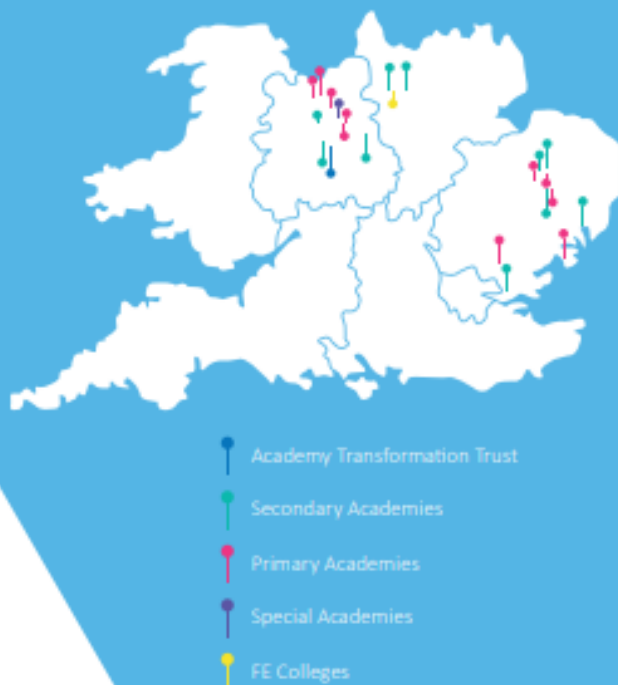 Academy Transformation Trust
Secondary Academies
Primary Academies
Special Academies
FE Colleges